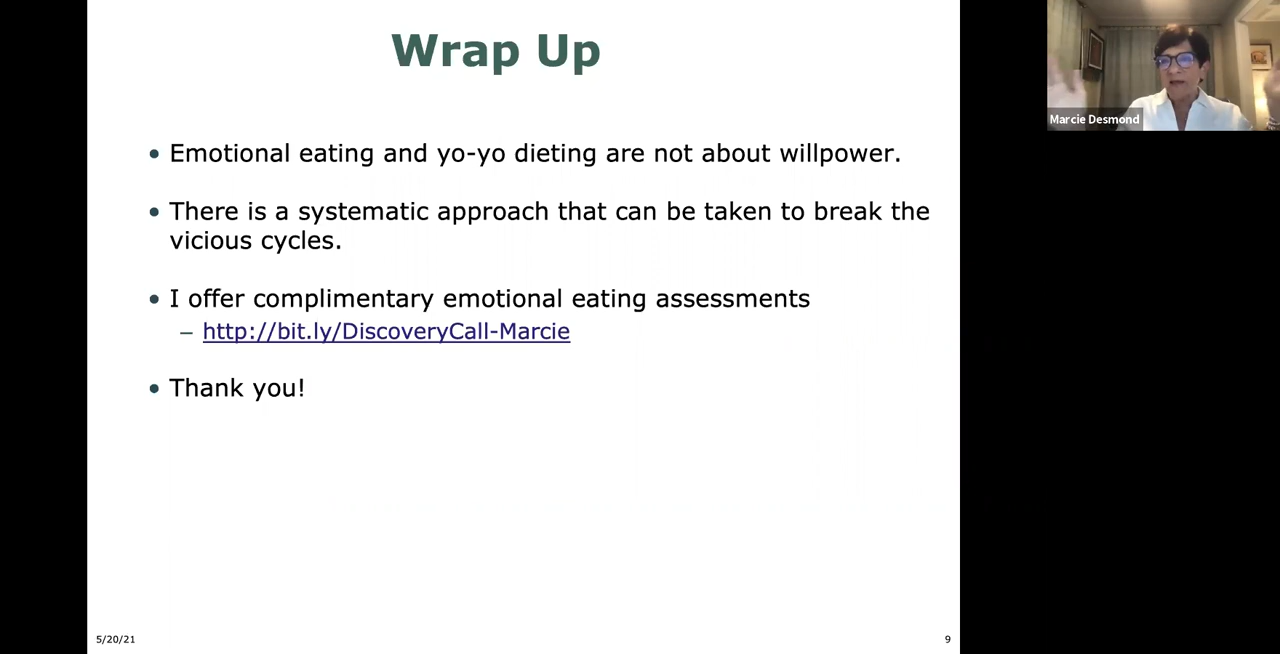 Wrap Up
• Emotional eating and yo-yo dieting are not about willpower.
• There is a systematic approach that can be taken to break the
vicious cycles.
• I offer complimentary emotional eating assessments
– http://bit.ly/DiscoveryCall-Marcie
• Thank you!
5/20/21
9
Marcie Desmond